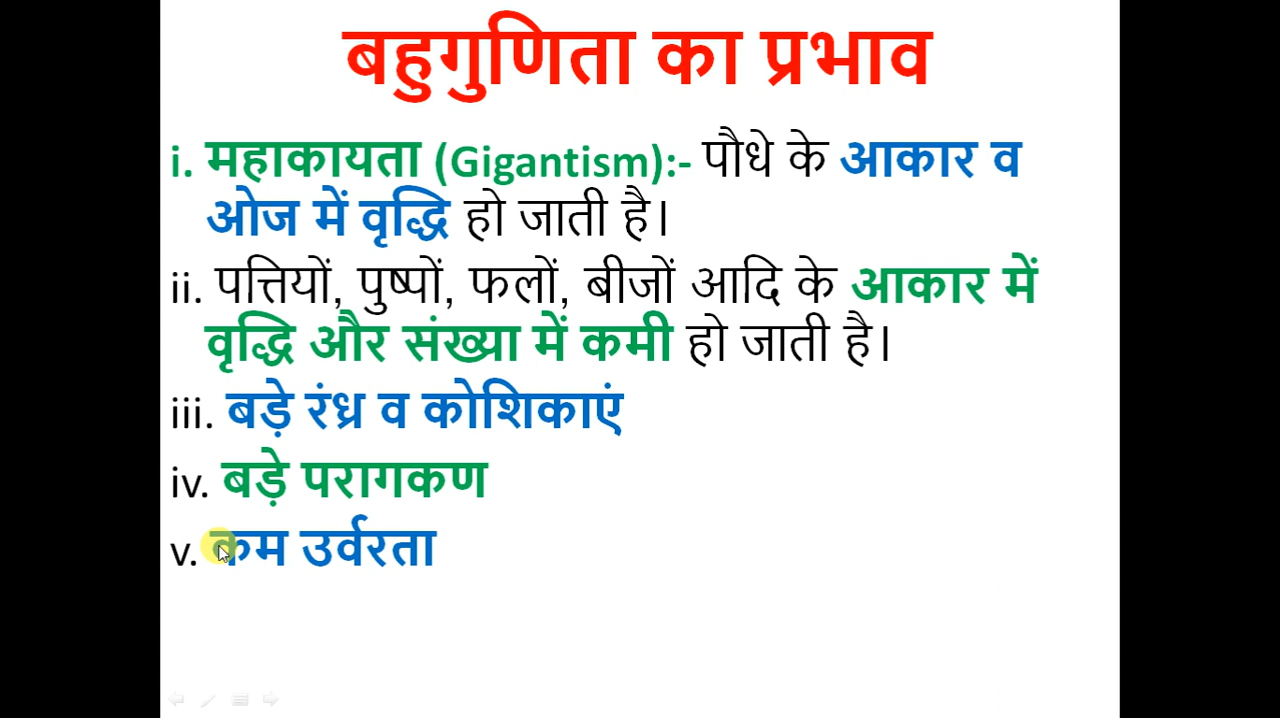 बहुगुणिता का प्रभाव
i. महाकायता (Gigantism):- पौधे के आकार व
ओज में वृद्धि हो जाती है।
ii. पत्तियों, पुष्पों, फलों, बीजों आदि के आकार में
वृद्धि और संख्या में कमी हो जाती है।
iii. बड़े रंध्र व कोशिकाएं
iv. बड़े परागकण
v. कम उर्वरता